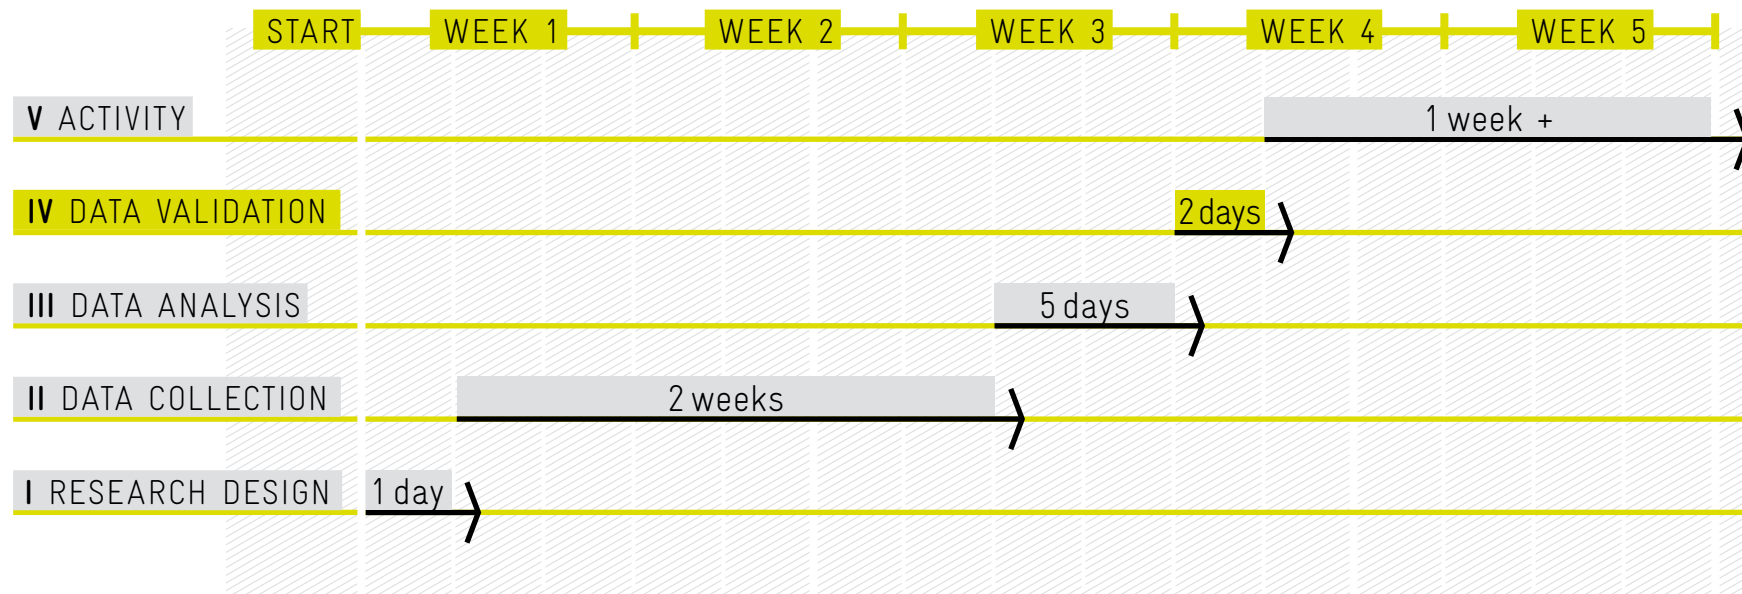 START WEEK 1 WEEK 2 WEEK 3 WEEK 4 WEEK 5
V ACTIVITY 1 week +
IV DATA VALIDATION 2 days
III DATA ANALYSIS 5 days
II DATA COLLECTION 2 weeks
I RESEARCH DESIGN 1 day